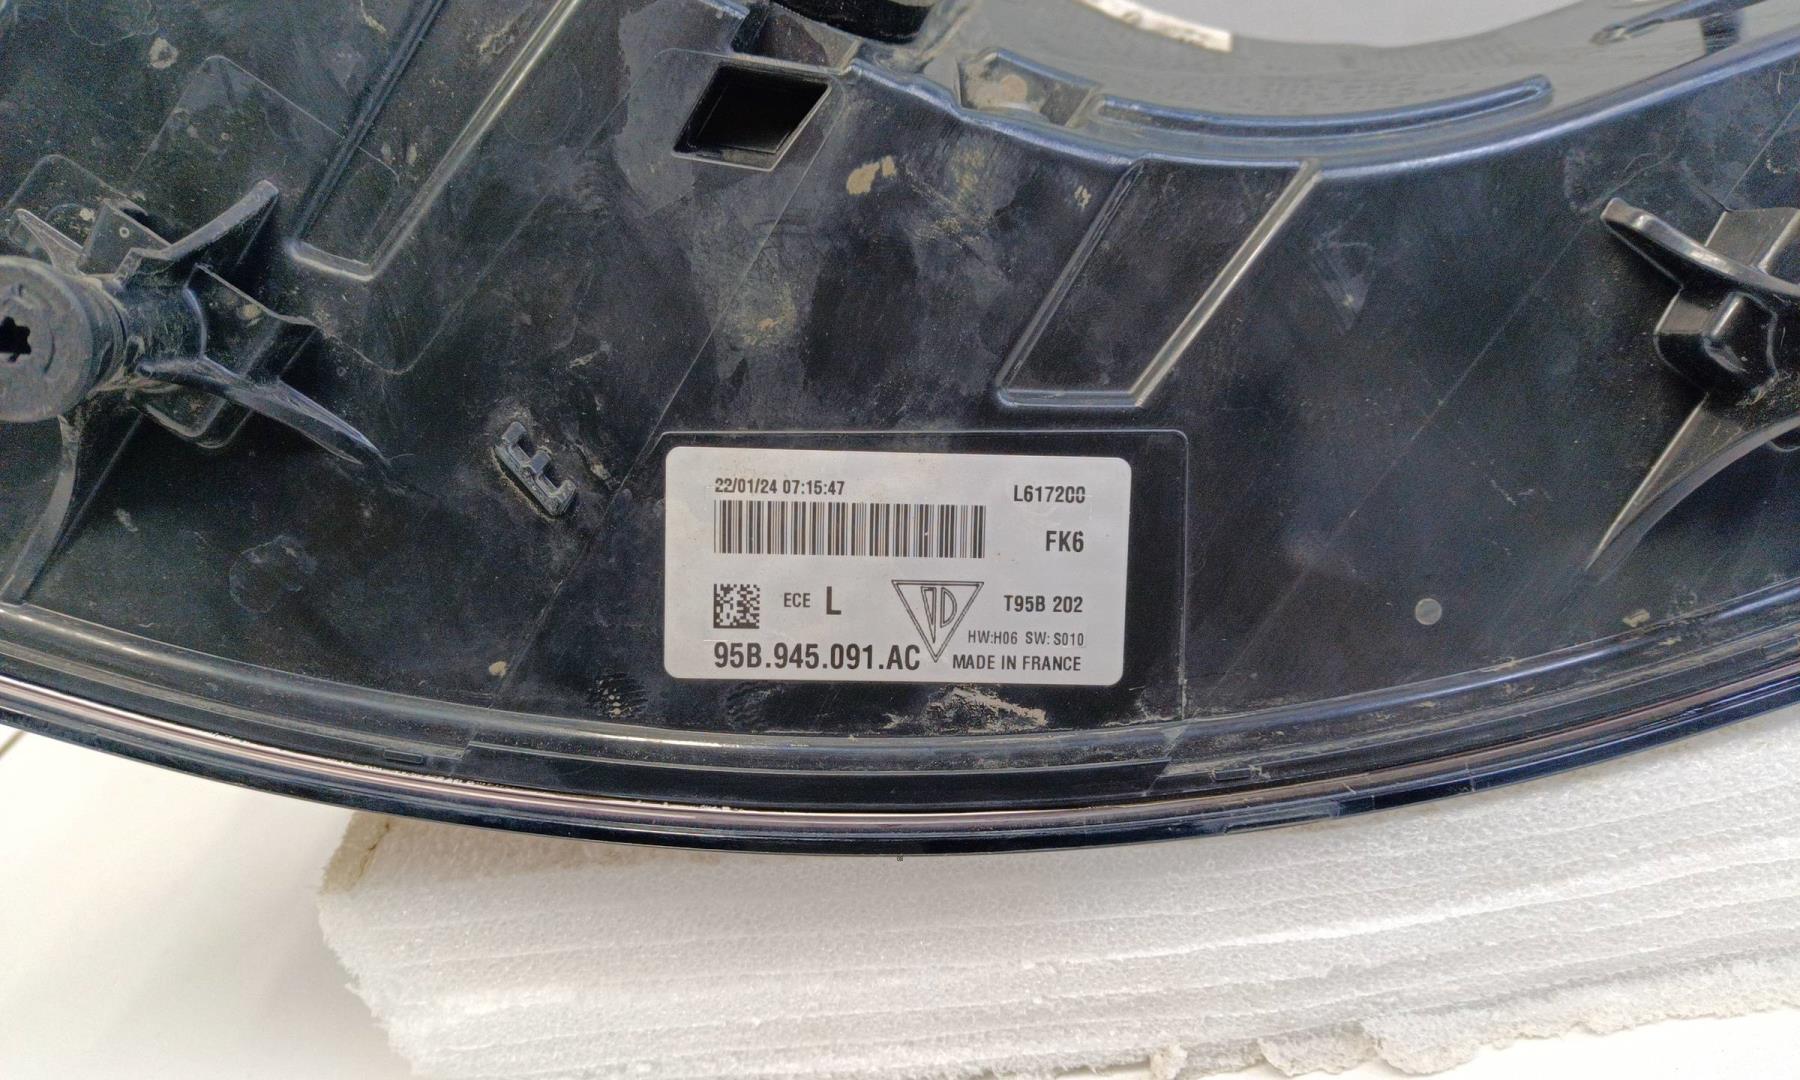 E
22/01/24 07:15:47
L617200
FK6
ECE L
T95B 202
HW:H06 SW: S010
95B.945.091.AC
MADE IN FRANCE